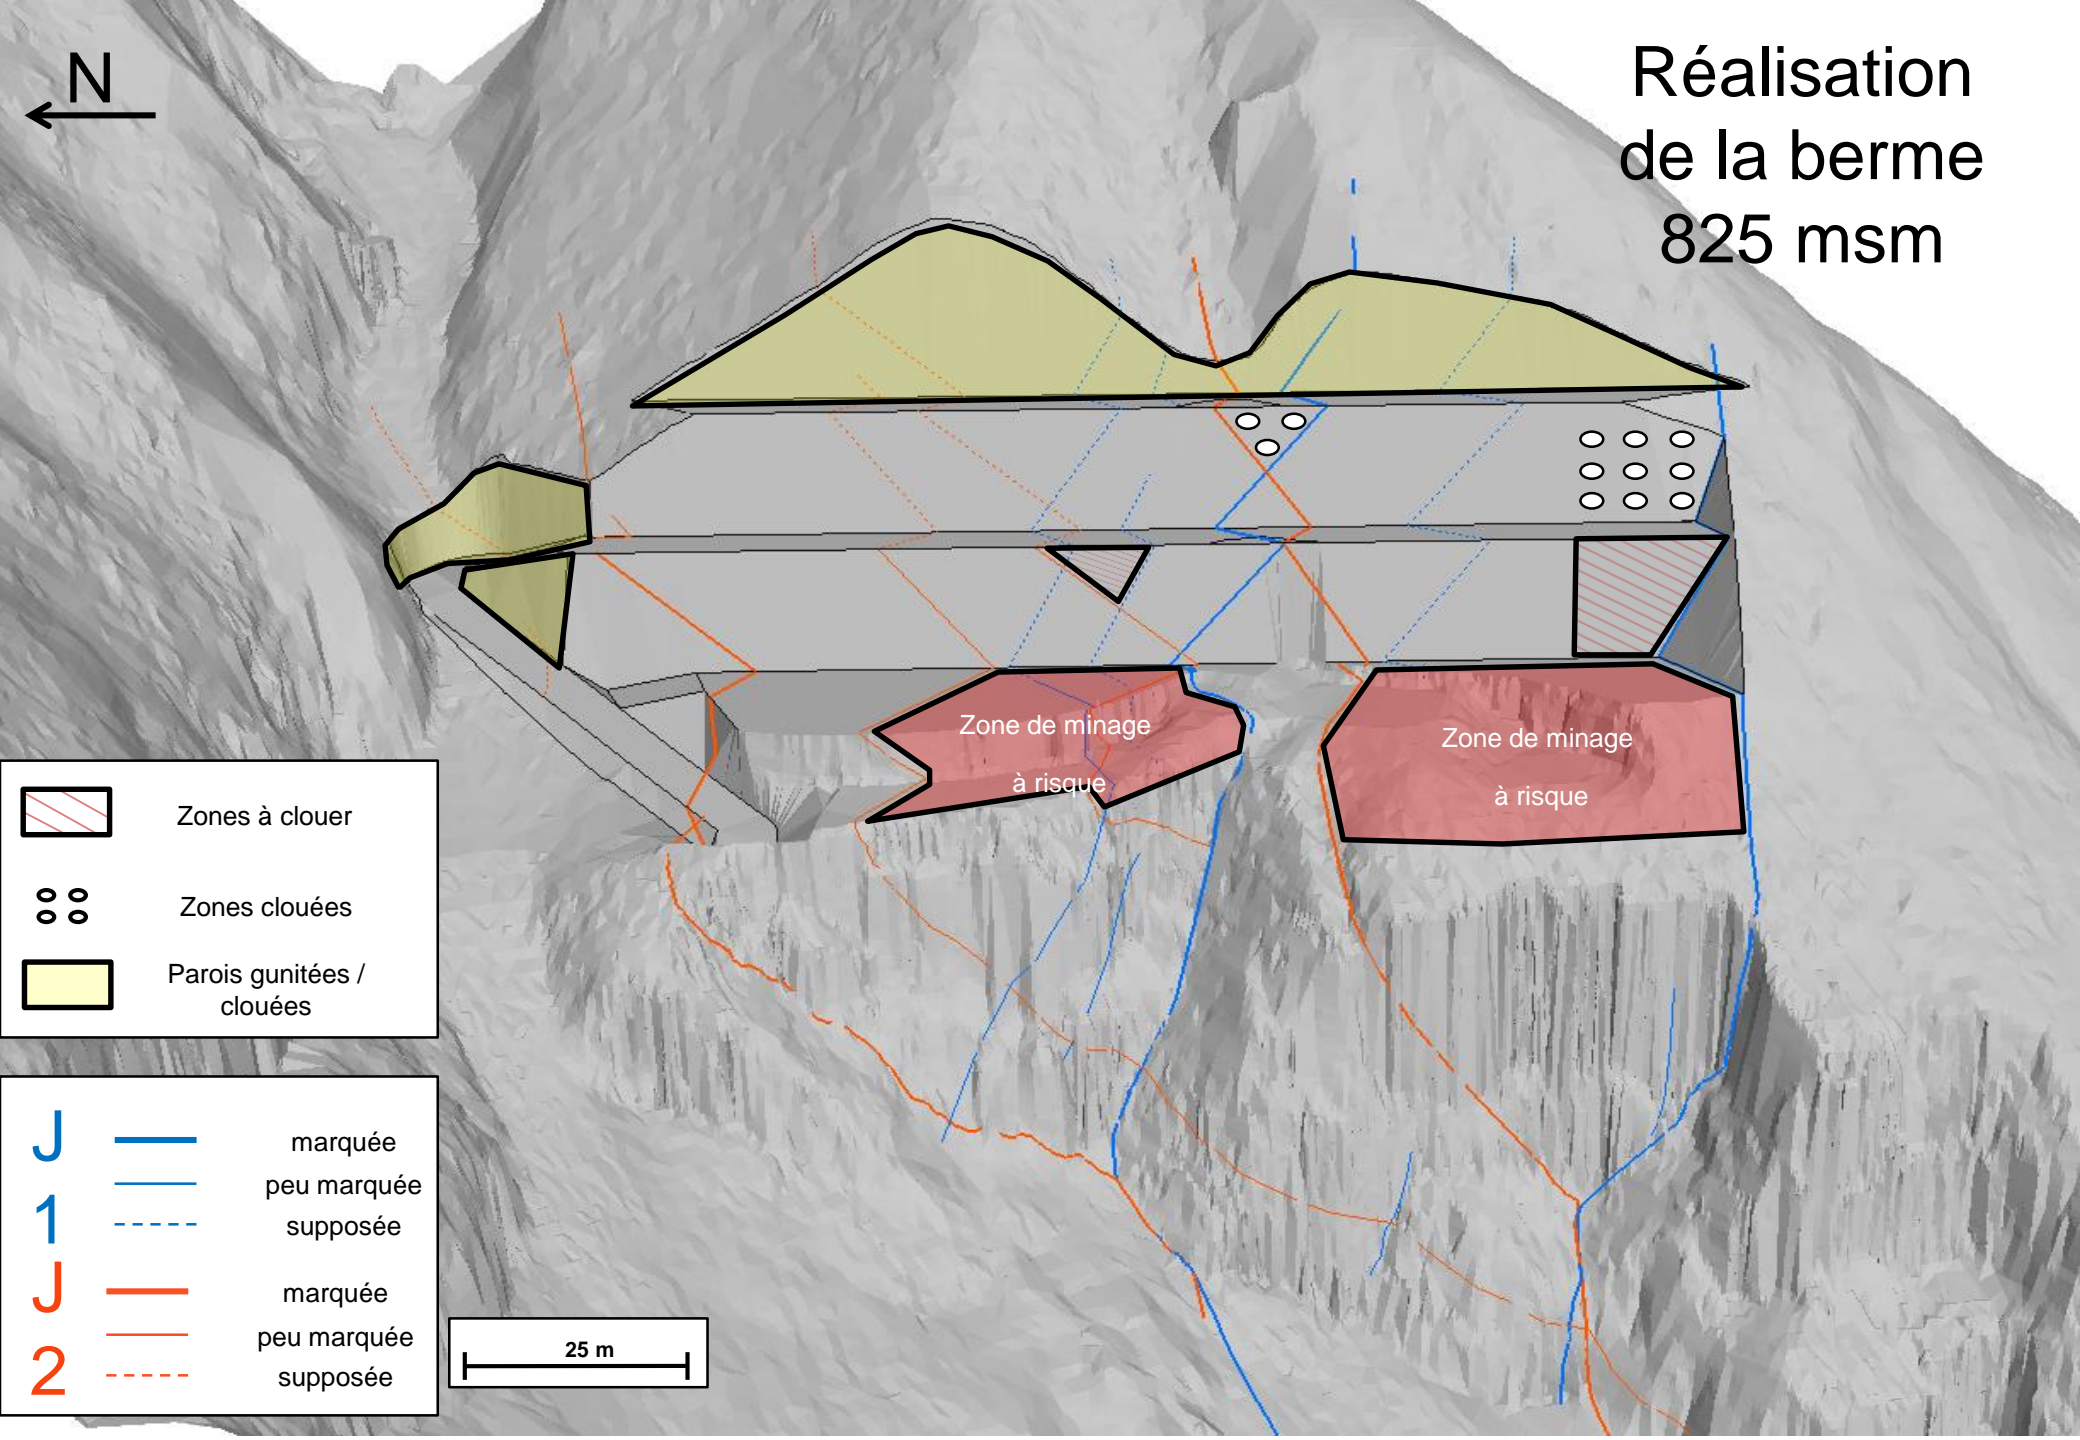 N
Réalisation
de la berme
825 msm
Zone de minage
à risque
Zone de minage
à risque
Zones à clouer
Zones clouées
Parois gunitées /
clouées
J
1
marquée
peu marquée
supposée
J
2
marquée
peu marquée
supposée
25 m